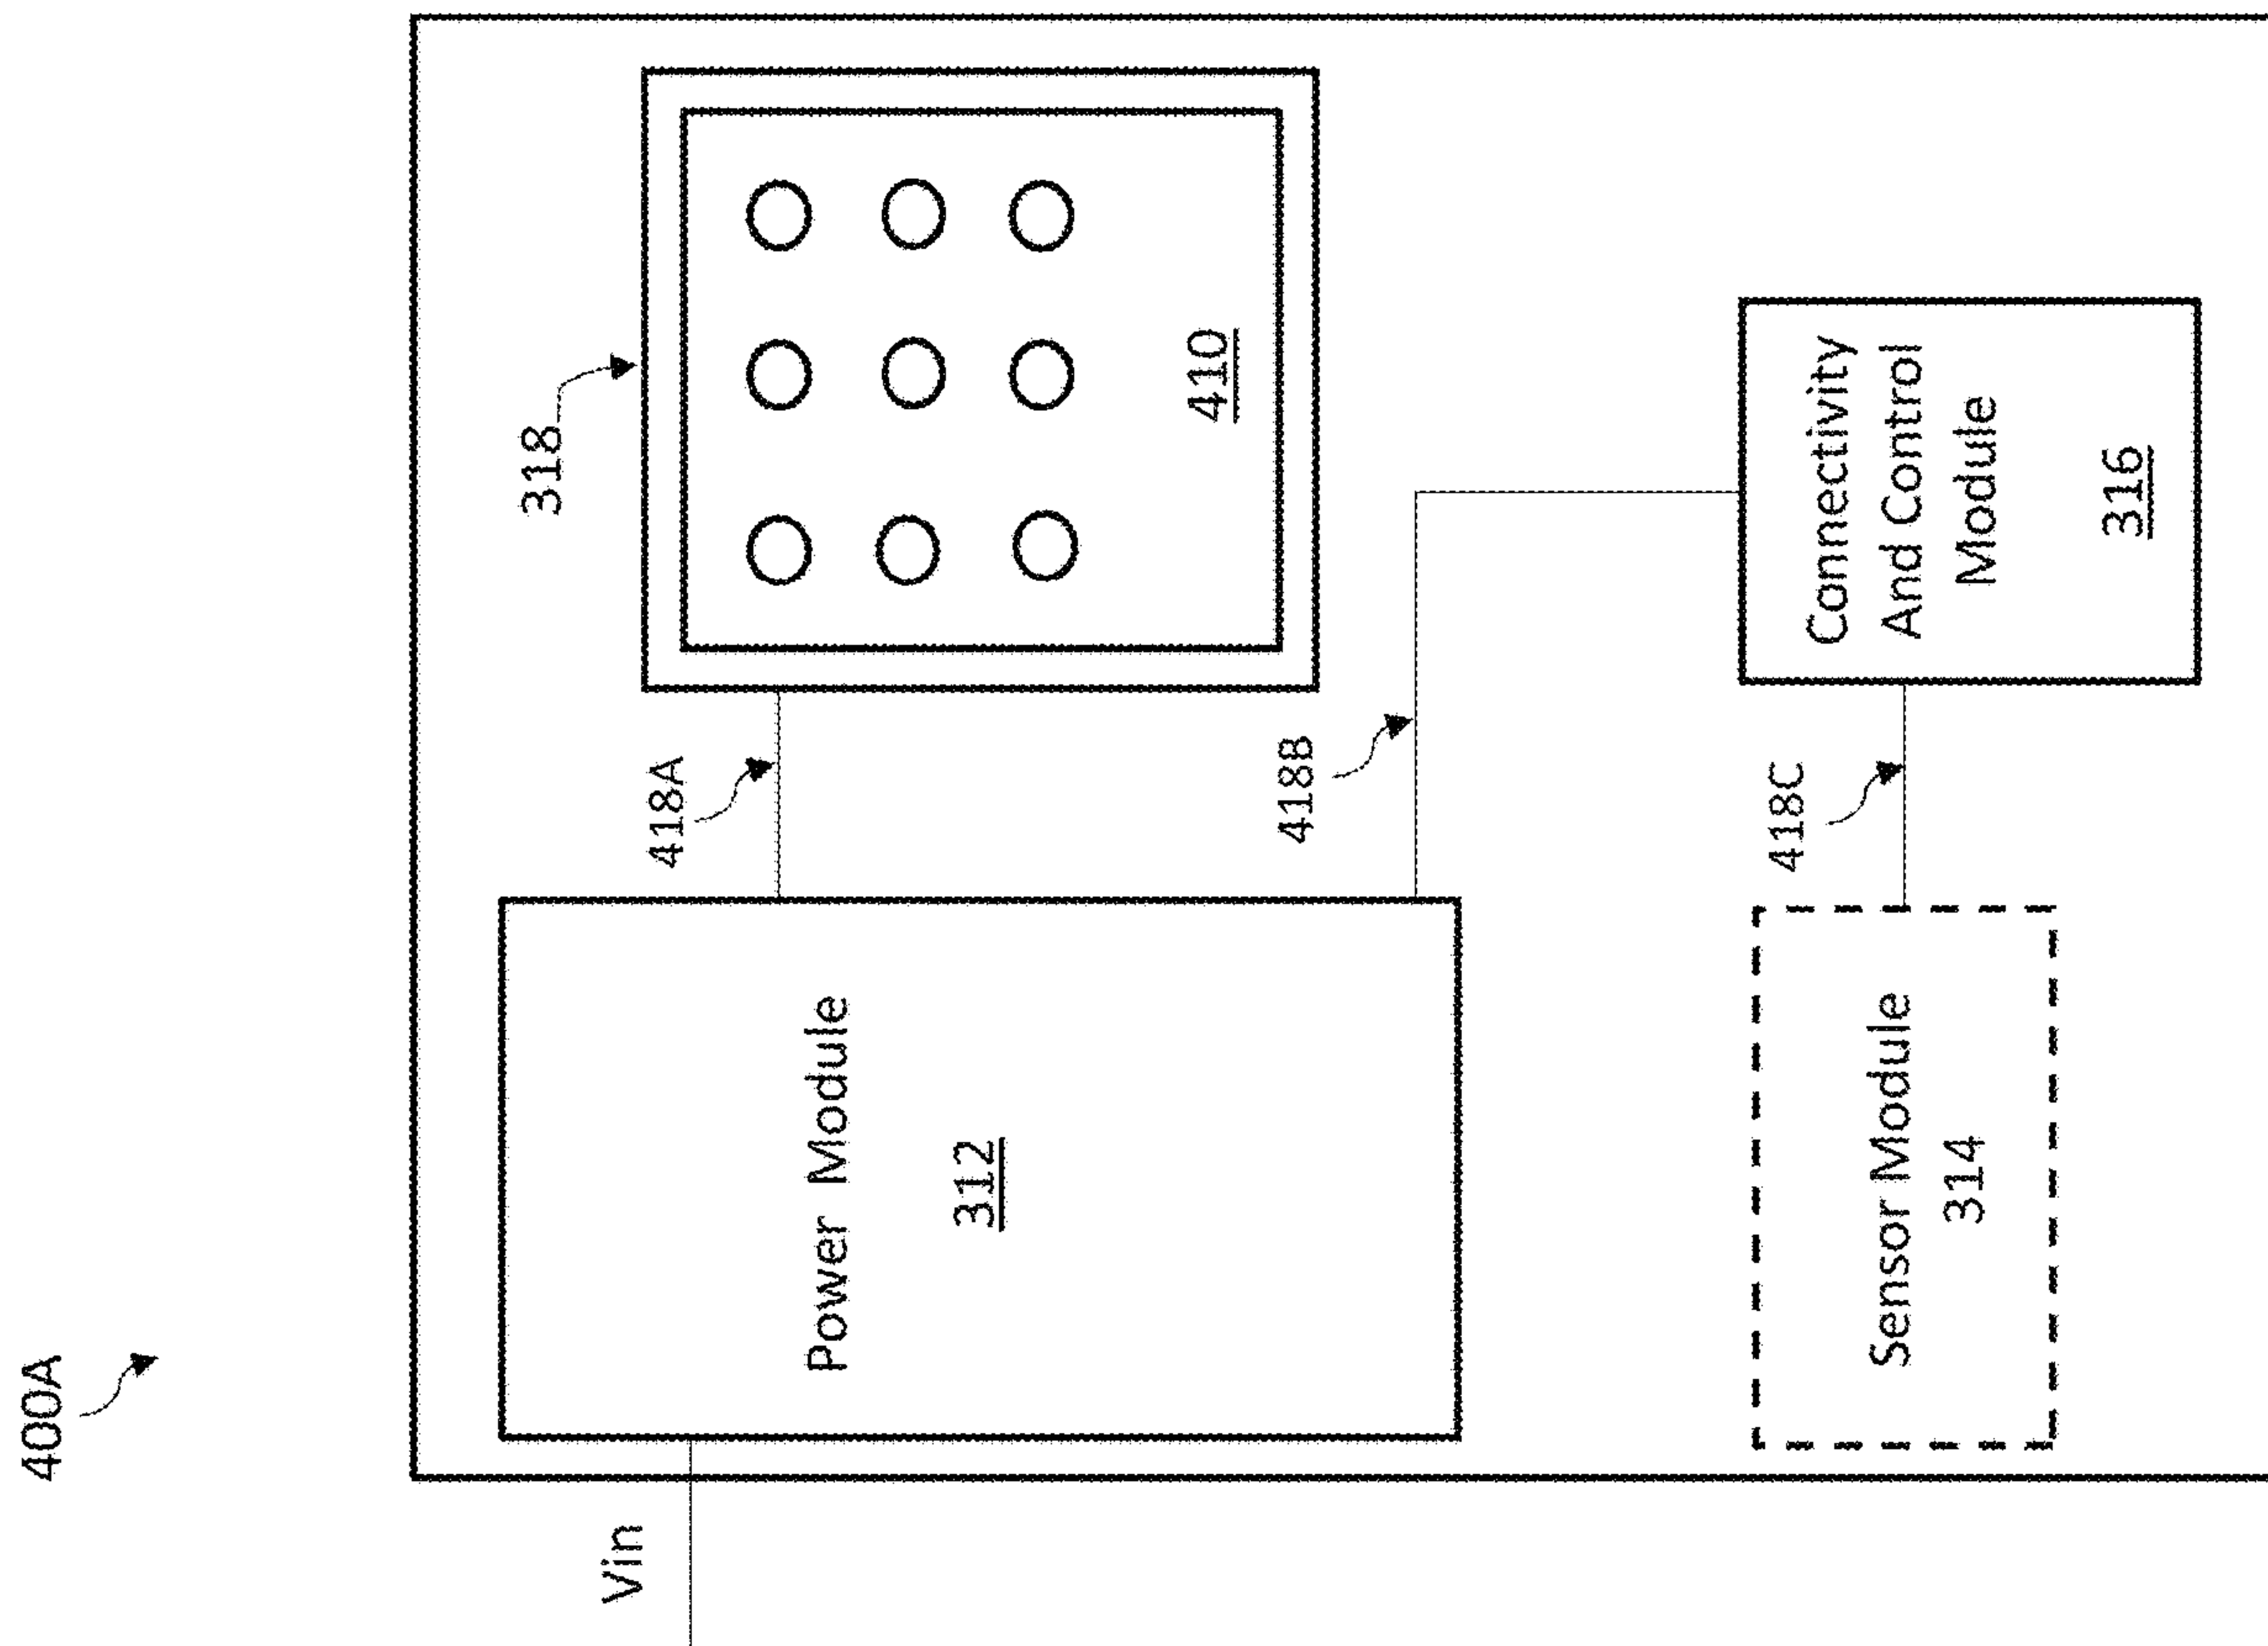 400A
Vin
Power Module
312
418A
318
410
418B
Sensor Module
314
418C
Connectivity
And Control
Module
316